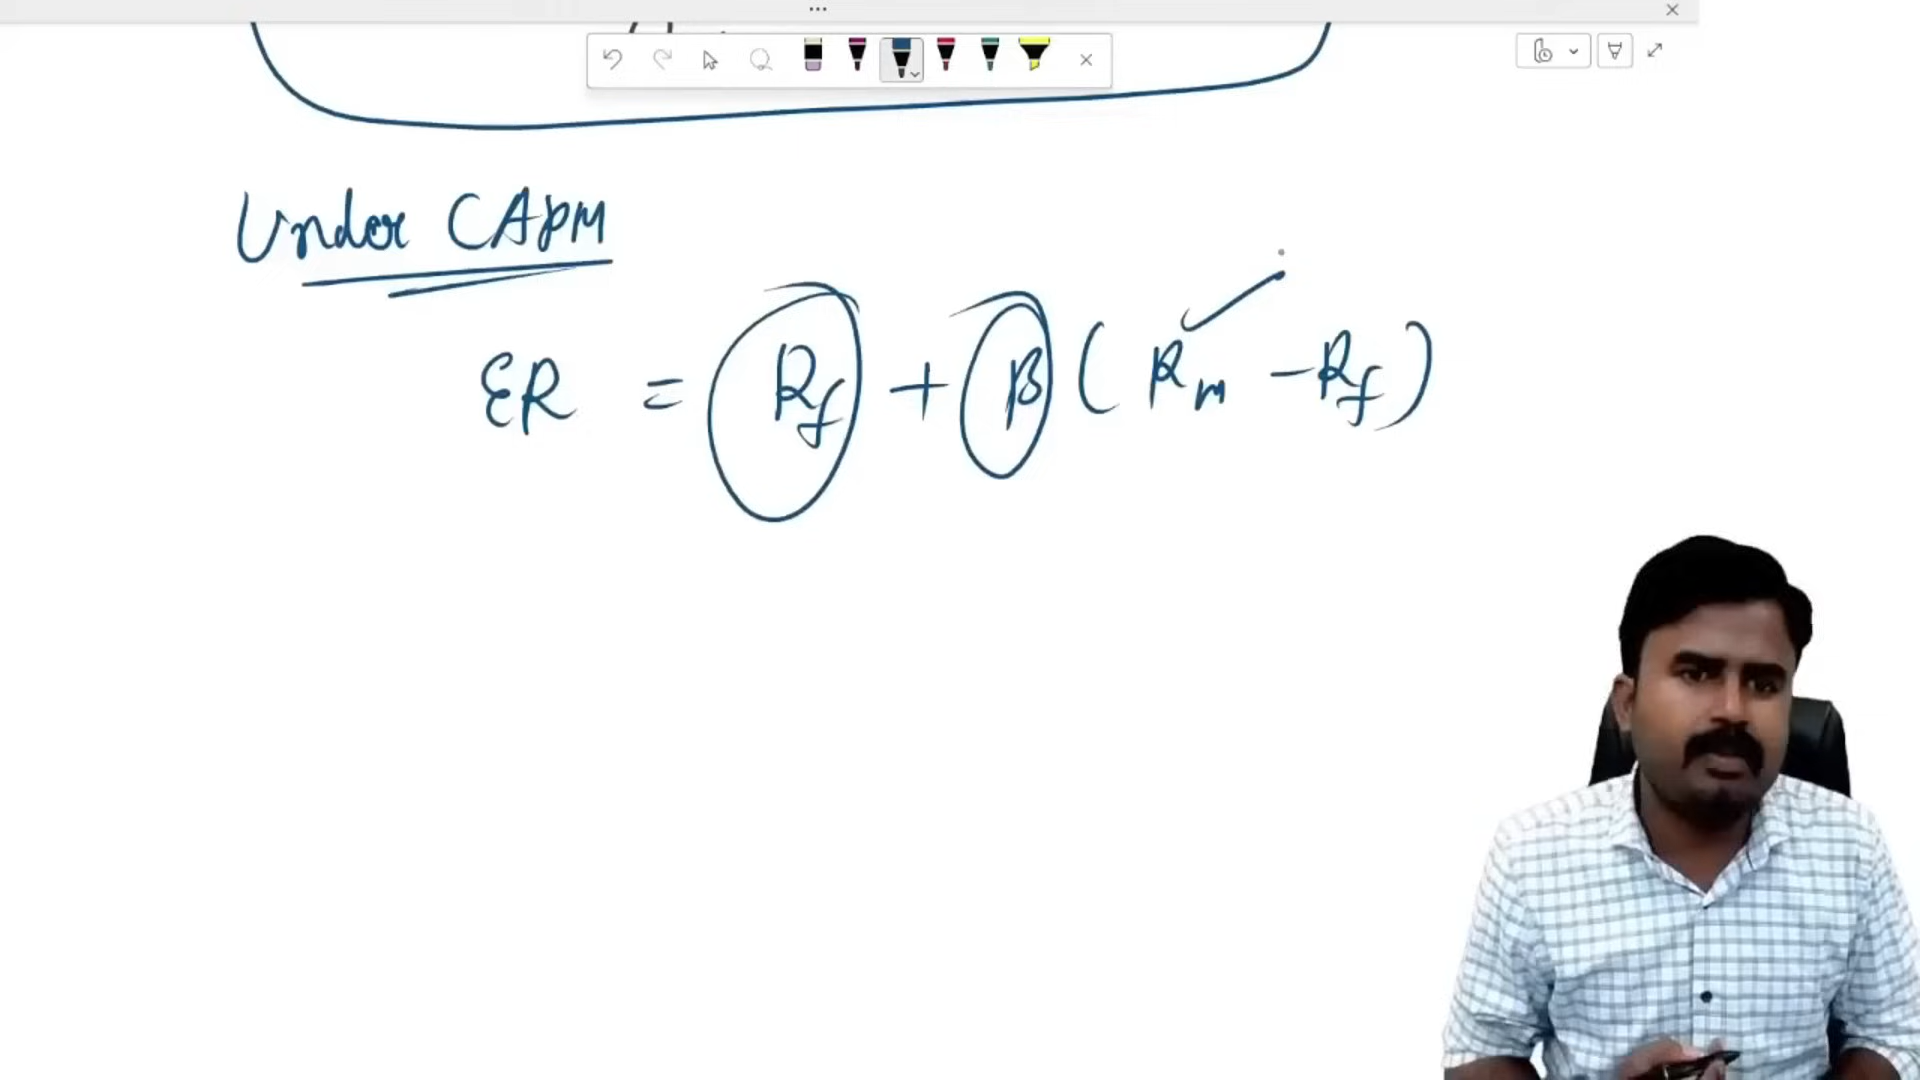 Under CAPM
ER = Rf + β ( Rm - Rf )